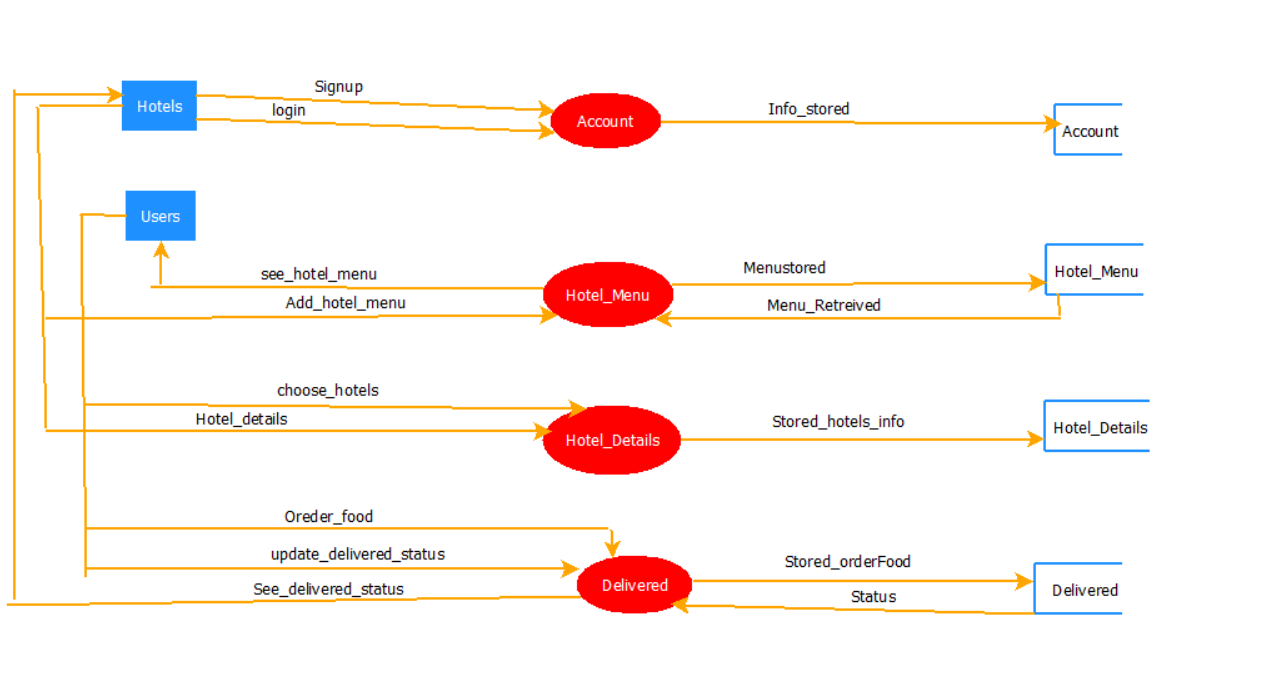 Signup
Hotels
login
Account
Info_stored
Account
Users
see_hotel_menu
Add_hotel_menu
Hotel_Menu
Menustored
Menu_Retreived
Hotel_Menu
choose_hotels
Hotel_details
Hotel_Details
Stored_hotels_info
Hotel_Details
Oreder_food
update_delivered_status
See_delivered_status
Delivered
Stored_orderFood
Status
Delivered